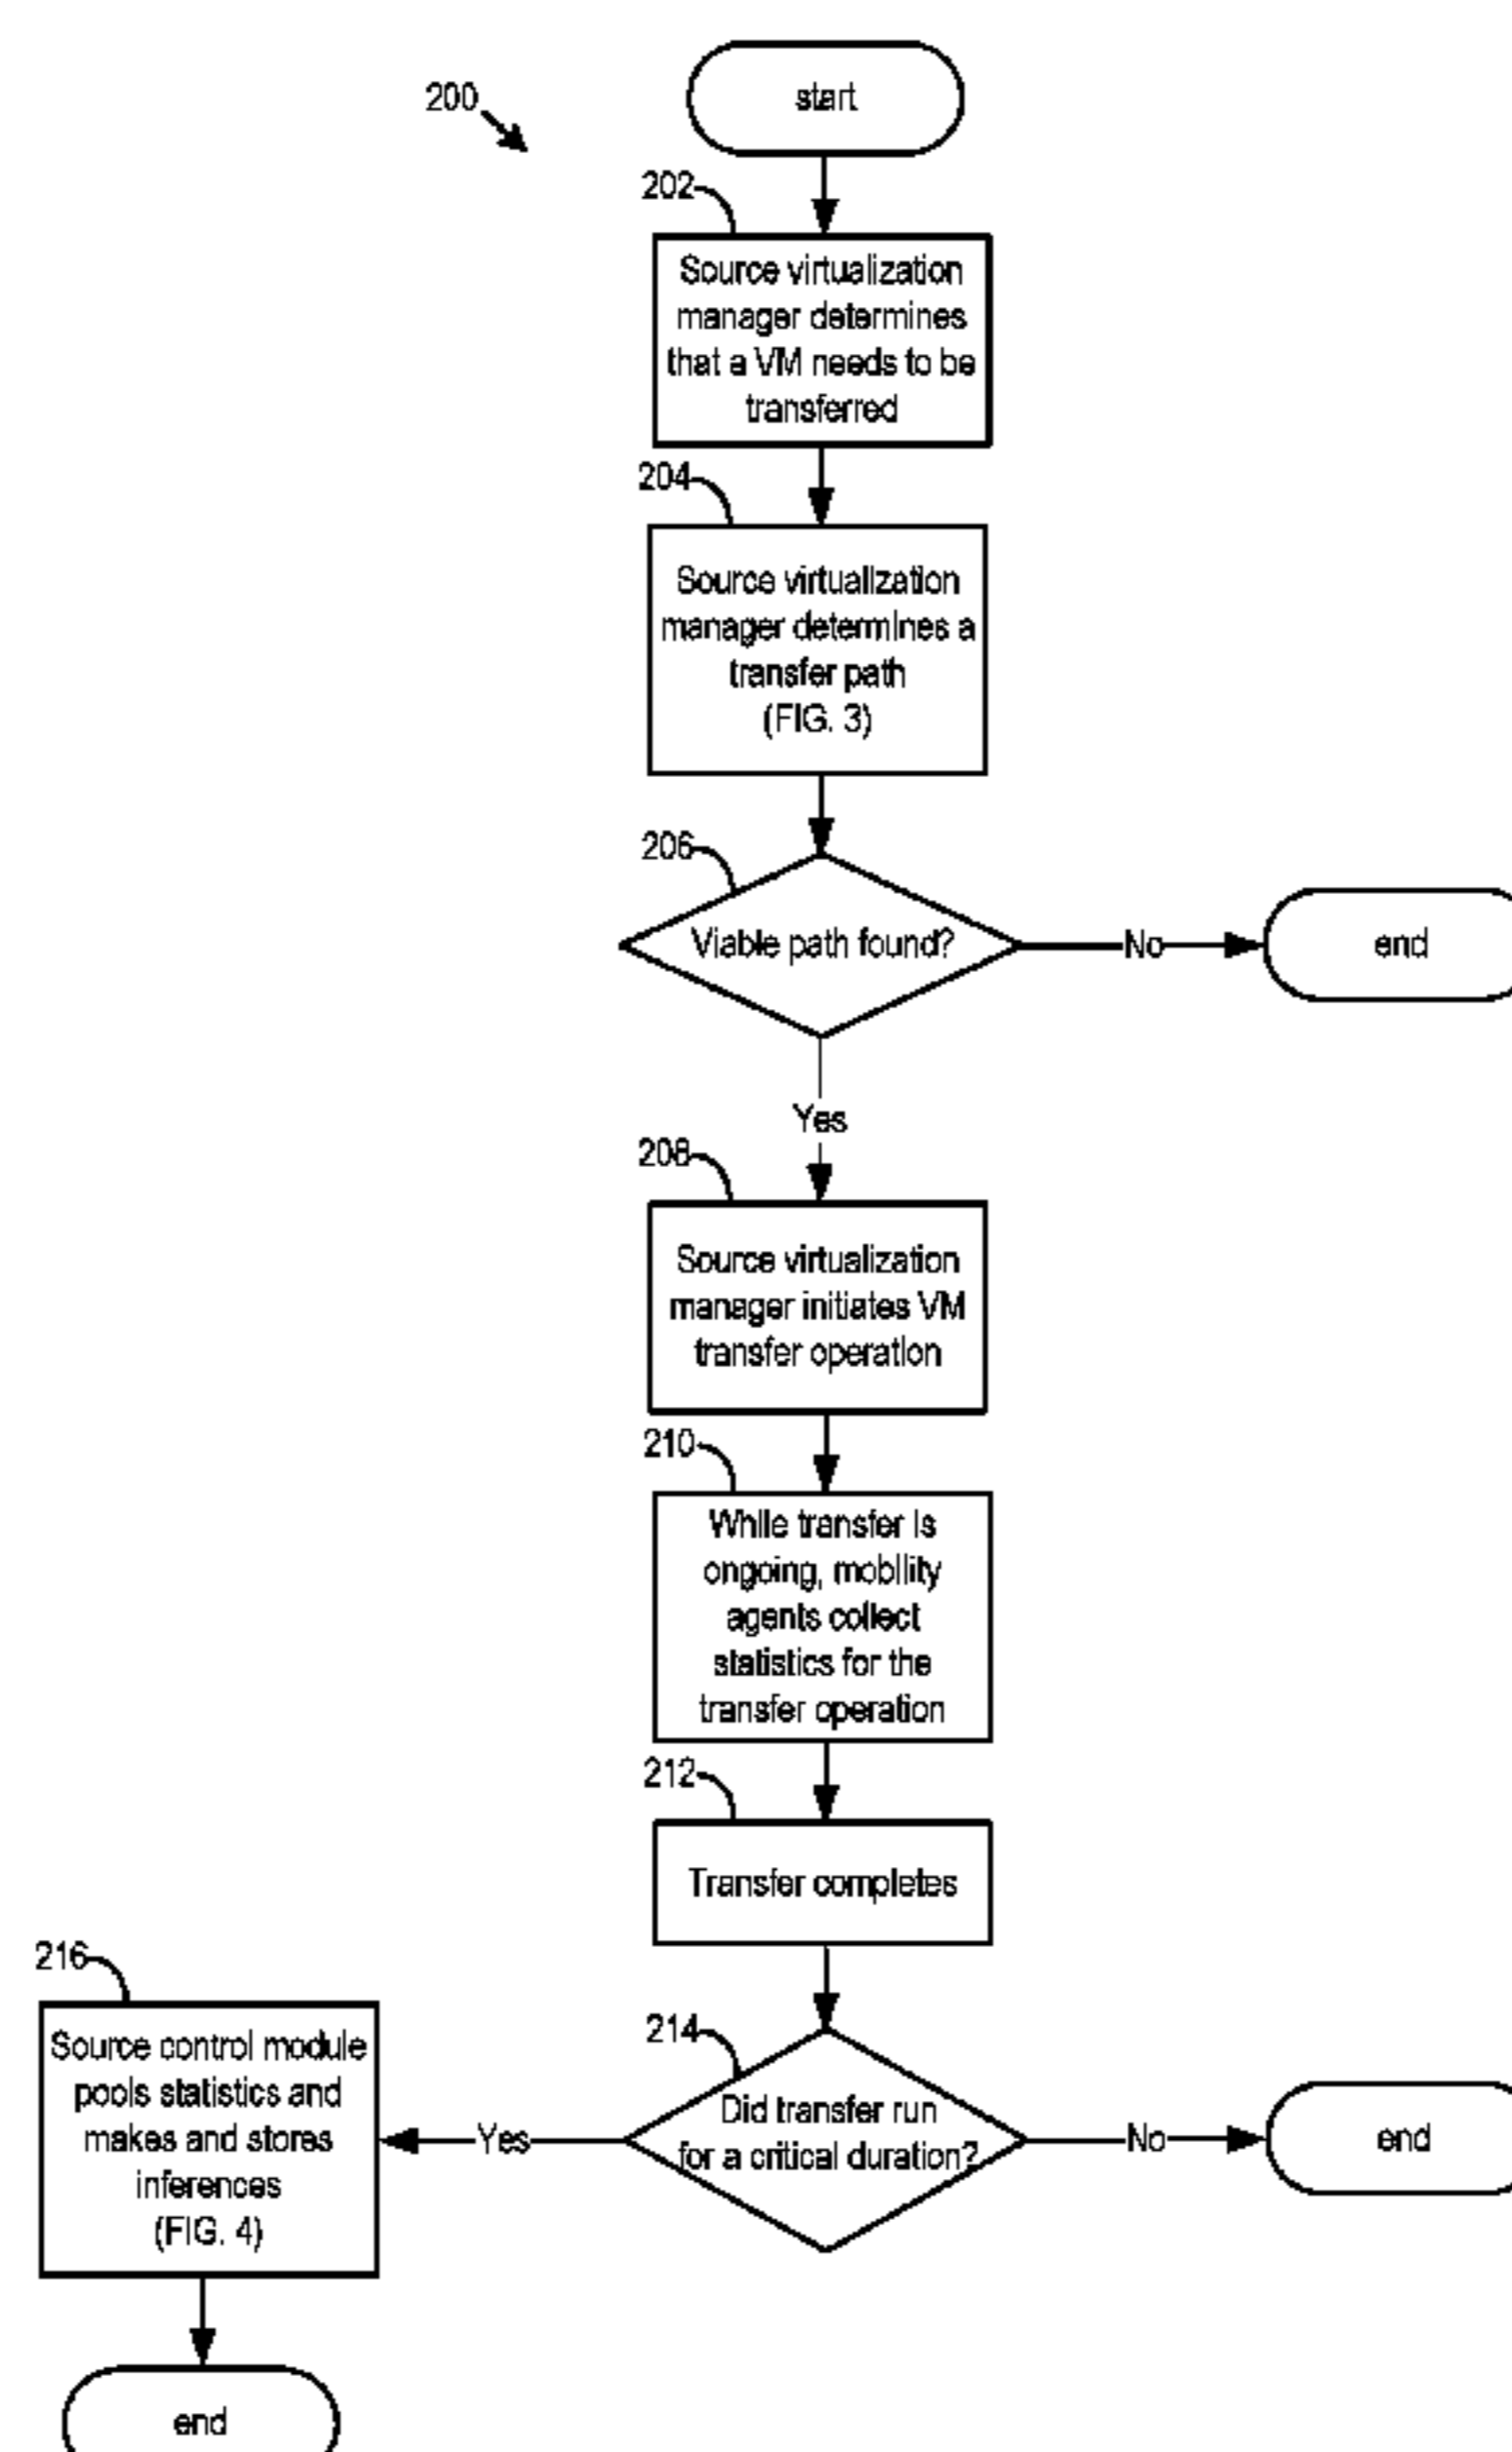 200
start
202
Source virtualization
manager determines
that a VM needs to be
transferred
204
Source virtualization
manager determines a
transfer path
(FIG. 3)
206
Viable path found?
No
end
Yes
208
Source virtualization
manager initiates VM
transfer operation
210
While transfer is
ongoing, mobility
agents collect
statistics for the
transfer operation
212
Transfer completes
214
Did transfer run
for a critical duration?
No
end
Yes
216
Source control module
pools statistics and
makes and stores
inferences
(FIG. 4)
end